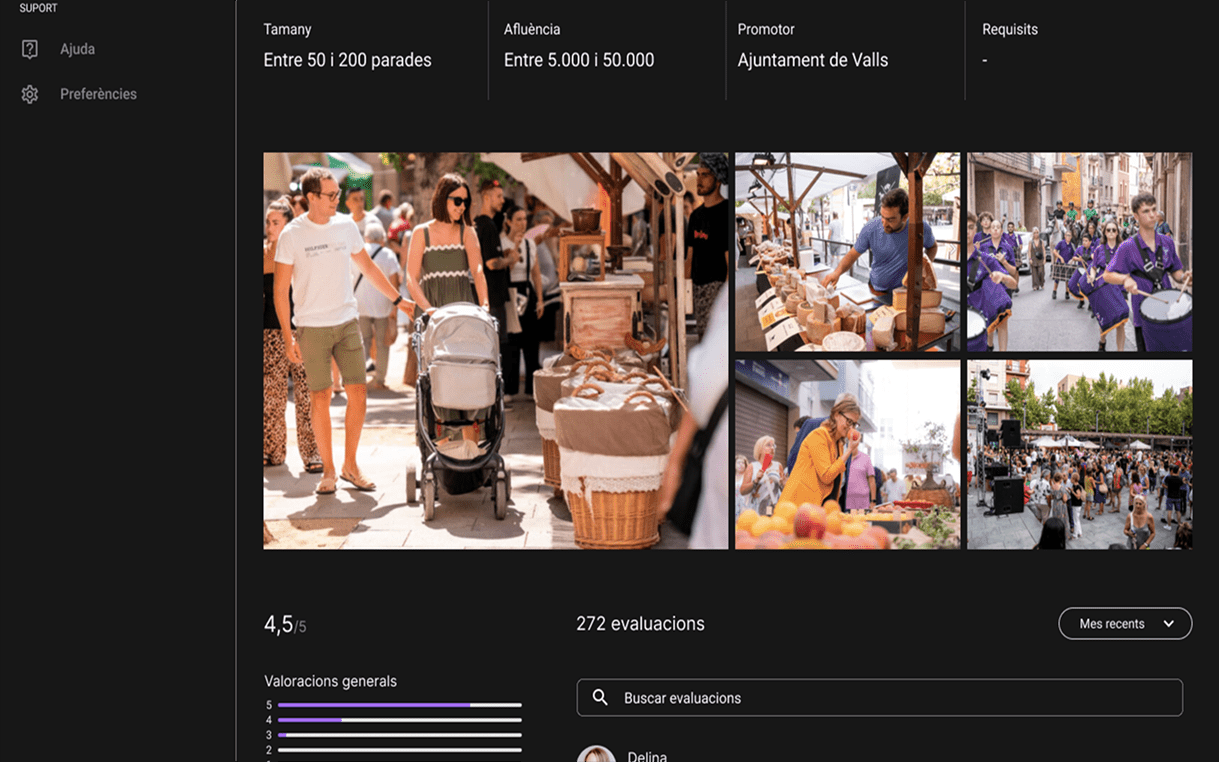 SUPORT
Ajuda
Preferències
Tamany
Entre 50 i 200 parades
Afluència
Entre 5.000 i 50.000
Promotor
Ajuntament de Valls
Requisits
-
4,5/5
272 evaluacions
Mes recents
Valoracions generals
5
4
3
2
Buscar evaluacions
Delina